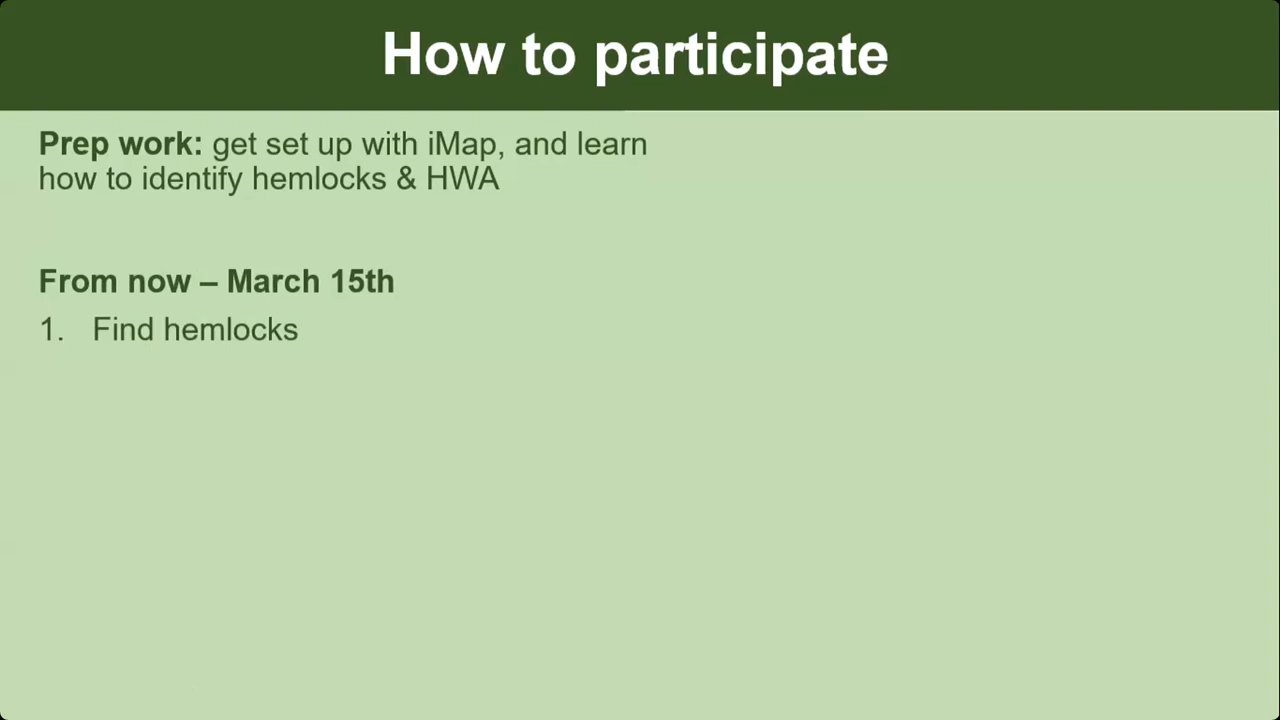 How to participate
Prep work: get set up with iMap, and learn
how to identify hemlocks & HWA
From now – March 15th
1. Find hemlocks